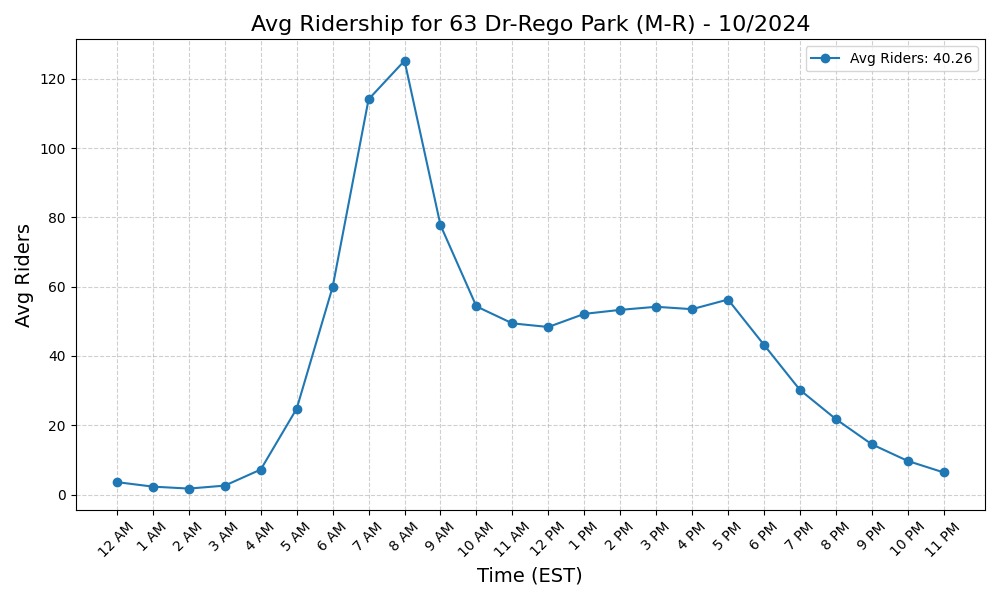 Avg Ridership for 63 Dr-Rego Park (M-R) - 10/2024
Avg Riders: 40.26
Avg Riders
120
100
80
60
40
20
0
12 AM
1 AM
2 AM
3 AM
4 AM
5 AM
6 AM
7 AM
8 AM
9 AM
10 AM
11 AM
12 PM
1 PM
2 PM
3 PM
4 PM
5 PM
6 PM
7 PM
8 PM
9 PM
10 PM
11 PM
Time (EST)